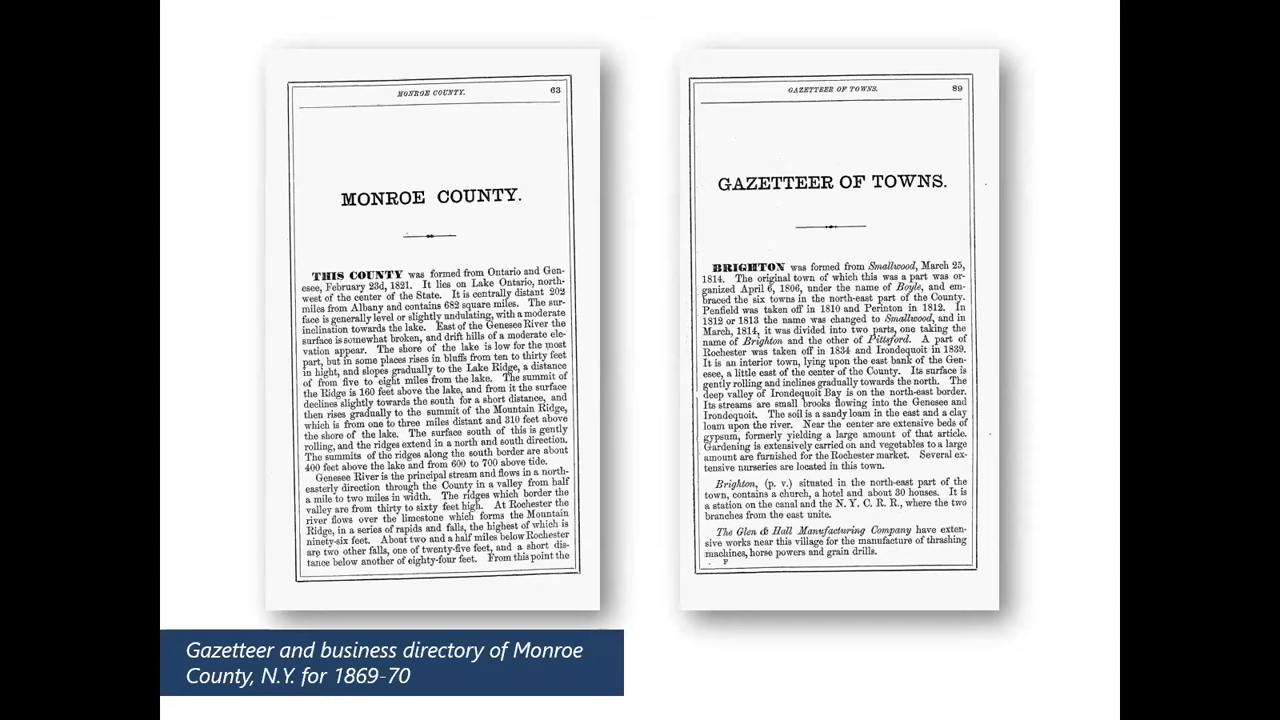 MONROE COUNTY. 63
MONROE COUNTY.
THIS COUNTY was formed from Ontario and Gen-
esee, February 23d, 1821. It lies on Lake Ontario, north-
west of the center of the State. It is centrally distant 202
miles from Albany and contains 682 square miles. The sur-
face is generally level or slightly undulating, with a moderate
inclination towards the lake. East of the Genesee River the
surface is somewhat broken, and drift hills of a moderate ele-
vation appear. The shore of the lake is low for the most
part, but in some places rises in bluffs from ten to thirty feet
in hight, and slopes gradually to the Lake Ridge, a distance
of from five to eight miles from the lake. The summit of
the Ridge is 160 feet above the lake, and from it the surface
declines slightly towards the south for a short distance, and
then rises gradually to the summit of the Mountain Ridge,
which is from one to three miles distant and 310 feet above
the shore of the lake. The surface south of this is gently
rolling, and the ridges extend in a north and south direction.
The summits of the ridges along the south border are about
400 feet above the lake and from 600 to 700 above tide.
Genesee River is the principal stream and flows in a north-
easterly direction through the County in a valley from half
a mile to two miles in width. The ridges which border the
valley are from thirty to sixty feet high. At Rochester the
river flows over the limestone which forms the Mountain
Ridge, in a series of rapids and falls, the highest of which is
ninety-six feet. About two and a half miles below Rochester
are two other falls, one of twenty-five feet, and a short dis-
tance below another of eighty-four feet. From this point the
GAZETTEER OF TOWNS. 89
GAZETTEER OF TOWNS.
BRIGHTON was formed from Smallwood, March 25,
1814. The original town of which this was a part was or-
ganized April 6, 1806, under the name of Boyle, and em-
braced the six towns in the north-east part of the County.
Penfield was taken off in 1810 and Perinton in 1812. In
1812 or 1813 the name was changed to Smallwood, and in
March, 1814, it was divided into two parts, one taking the
name of Brighton and the other of Pittsford. A part of
Rochester was taken off in 1834 and Irondequoit in 1839.
It is an interior town, lying upon the east bank of the Gen-
esee, a little east of the center of the County. Its surface is
gently rolling and inclines gradually towards the north. The
deep valley of Irondequoit Bay is on the north-east border.
Its streams are small brooks flowing into the Genesee and
Irondequoit. The soil is a sandy loam in the east and a clay
loam upon the river. Near the center are extensive beds of
gypsum, formerly yielding a large amount of that article.
Gardening is extensively carried on and vegetables to a large
amount are furnished for the Rochester market. Several ex-
tensive nurseries are located in this town.
Brighton, (p. v.) situated in the north-east part of the
town, contains a church, a hotel and about 30 houses. It is
a station on the canal and the N. Y. C. R. R., where the two
branches from the east unite.
The Glen & Hall Manufacturing Company have exten-
sive works near this village for the manufacture of thrashing
machines, horse powers and grain drills.
F
Gazetteer and business directory of Monroe
County, N.Y. for 1869-70